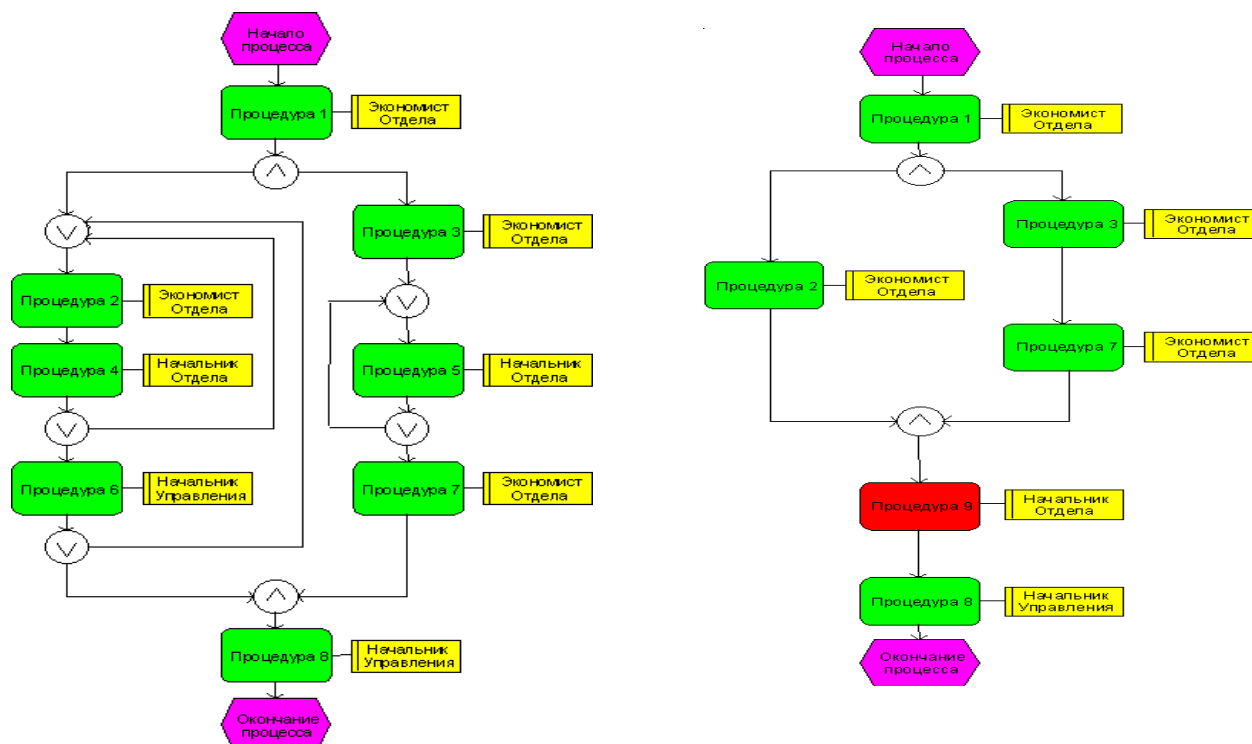 Начало
процесса
Процедура 1
Экономист
Отдела
Процедура 3
Экономист
Отдела
Процедура 2
Экономист
Отдела
Процедура 4
Начальник
Отдела
Процедура 5
Начальник
Отдела
Процедура 6
Начальник
Управления
Процедура 7
Экономист
Отдела
Процедура 8
Начальник
Управления
Окончание
процесса
Начало
процесса
Процедура 1
Экономист
Отдела
Процедура 3
Экономист
Отдела
Процедура 2
Экономист
Отдела
Процедура 7
Экономист
Отдела
Процедура 9
Начальник
Отдела
Процедура 8
Начальник
Управления
Окончание
процесса